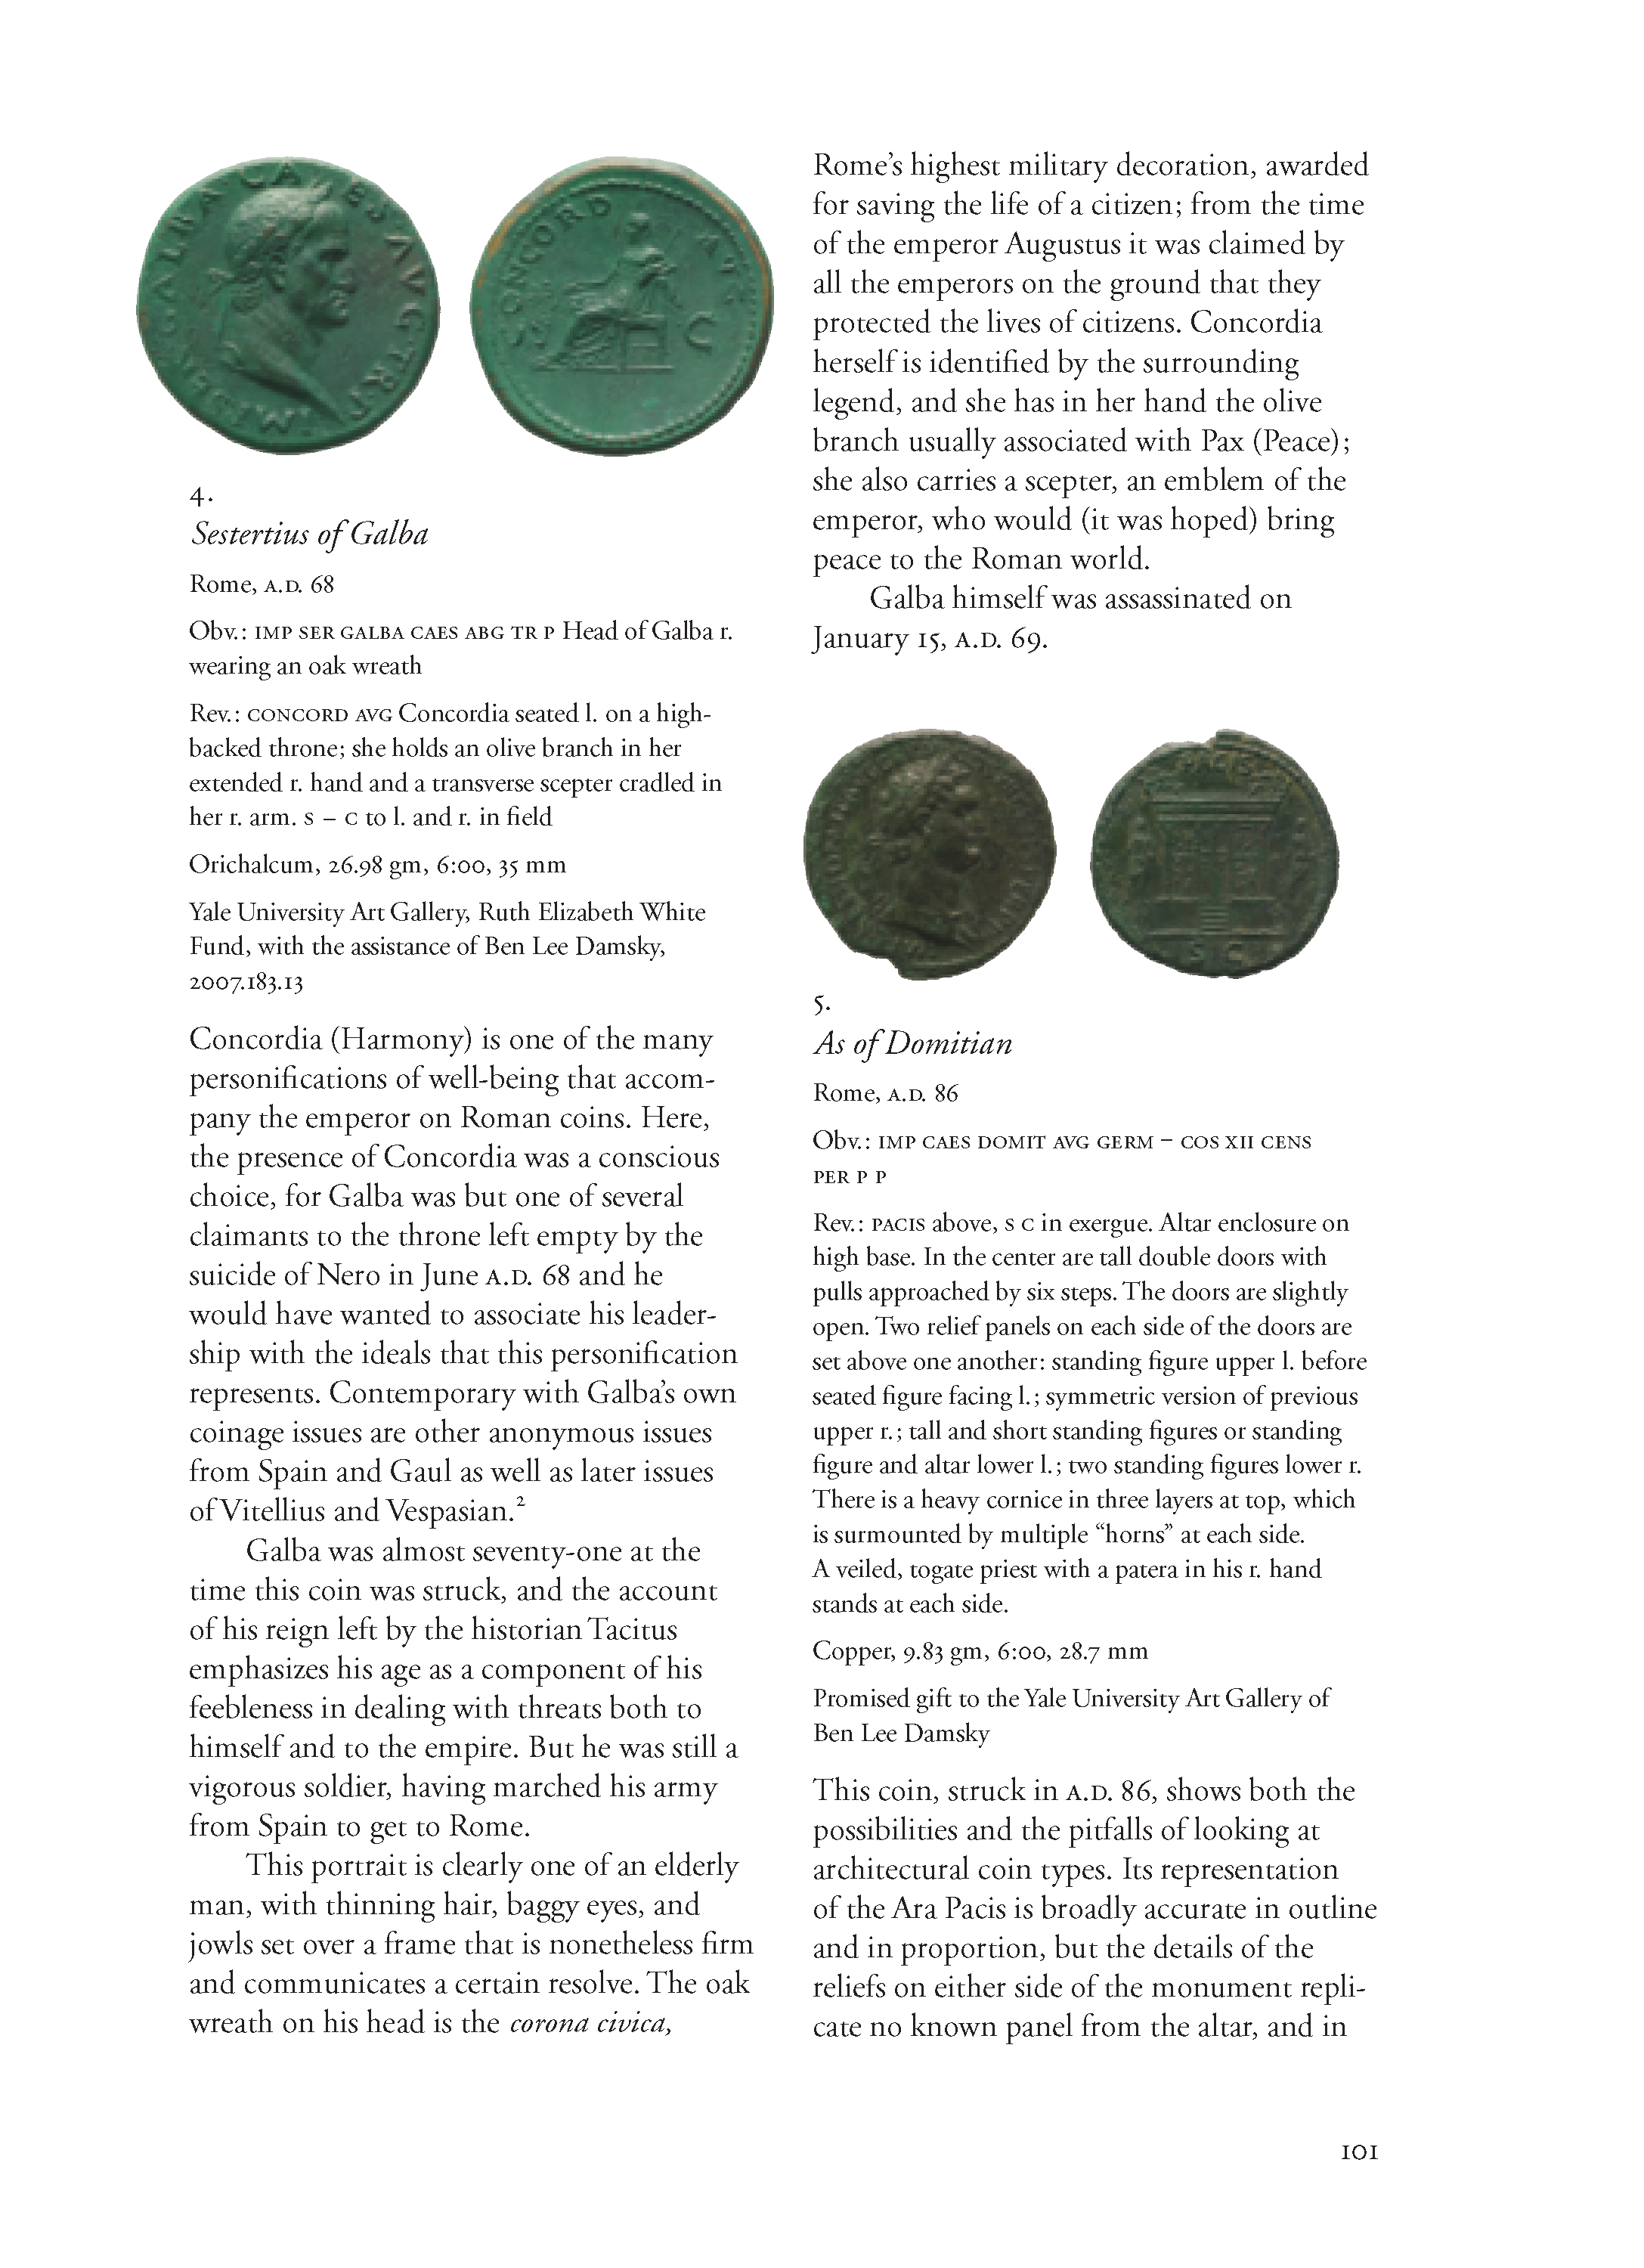 4.
Sestertius of Galba
Rome, A.D. 68
Obv.: IMP SER GALBA CAES ABG TR P Head of Galba r.
wearing an oak wreath
Rev.: CONCORD AVG Concordia seated l. on a high-
backed throne; she holds an olive branch in her
extended r. hand and a transverse scepter cradled in
her r. arm. S – C to l. and r. in field
Orichalcum, 26.98 gm, 6:00, 35 mm
Yale University Art Gallery, Ruth Elizabeth White
Fund, with the assistance of Ben Lee Damsky,
2007.183.13
Concordia (Harmony) is one of the many
personifications of well-being that accom-
pany the emperor on Roman coins. Here,
the presence of Concordia was a conscious
choice, for Galba was but one of several
claimants to the throne left empty by the
suicide of Nero in June A.D. 68 and he
would have wanted to associate his leader-
ship with the ideals that this personification
represents. Contemporary with Galba’s own
coinage issues are other anonymous issues
from Spain and Gaul as well as later issues
of Vitellius and Vespasian.²
Galba was almost seventy-one at the
time this coin was struck, and the account
of his reign left by the historian Tacitus
emphasizes his age as a component of his
feebleness in dealing with threats both to
himself and to the empire. But he was still a
vigorous soldier, having marched his army
from Spain to get to Rome.
This portrait is clearly one of an elderly
man, with thinning hair, baggy eyes, and
jowls set over a frame that is nonetheless firm
and communicates a certain resolve. The oak
wreath on his head is the corona civica,
Rome’s highest military decoration, awarded
for saving the life of a citizen; from the time
of the emperor Augustus it was claimed by
all the emperors on the ground that they
protected the lives of citizens. Concordia
herself is identified by the surrounding
legend, and she has in her hand the olive
branch usually associated with Pax (Peace);
she also carries a scepter, an emblem of the
emperor, who would (it was hoped) bring
peace to the Roman world.
Galba himself was assassinated on
January 15, A.D. 69.
5.
As of Domitian
Rome, A.D. 86
Obv.: IMP CAES DOMIT AVG GERM – COS XII CENS
PER P P
Rev.: PACIS above, S C in exergue. Altar enclosure on
high base. In the center are tall double doors with
pulls approached by six steps. The doors are slightly
open. Two relief panels on each side of the doors are
set above one another: standing figure upper l. before
seated figure facing l.; symmetric version of previous
upper r.; tall and short standing figures or standing
figure and altar lower l.; two standing figures lower r.
There is a heavy cornice in three layers at top, which
is surmounted by multiple “horns” at each side.
A veiled, togate priest with a patera in his r. hand
stands at each side.
Copper, 9.83 gm, 6:00, 28.7 mm
Promised gift to the Yale University Art Gallery of
Ben Lee Damsky
This coin, struck in A.D. 86, shows both the
possibilities and the pitfalls of looking at
architectural coin types. Its representation
of the Ara Pacis is broadly accurate in outline
and in proportion, but the details of the
reliefs on either side of the monument repli-
cate no known panel from the altar, and in
101